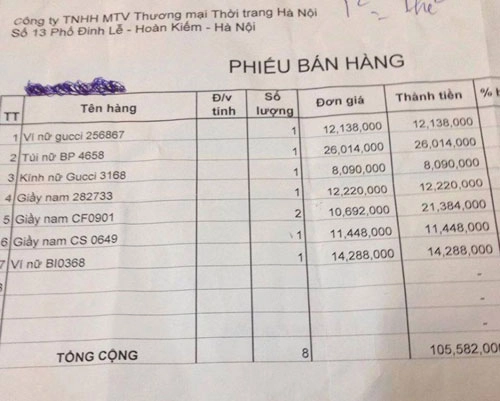 Công ty TNHH MTV Thương mại Thời trang Hà Nội
Số 13 Phố Đinh Lễ - Hoàn Kiếm - Hà Nội
PHIẾU BÁN HÀNG
TT Tên hàng Đ/v tính Số lượng Đơn giá Thành tiền %
1 Ví nữ gucci 256867 1 12,138,000 12,138,000
2 Túi nữ BP 4658 1 26,014,000 26,014,000
3 Kính nữ Gucci 3168 1 8,090,000 8,090,000
4 Giầy nam 282733 1 12,220,000 12,220,000
5 Giầy nam CF0901 2 10,692,000 21,384,000
6 Giầy nam CS 0649 1 11,448,000 11,448,000
7 Ví nữ BI0368 1 14,288,000 14,288,000
-
-
-
TỔNG CỘNG 8 105,582,00